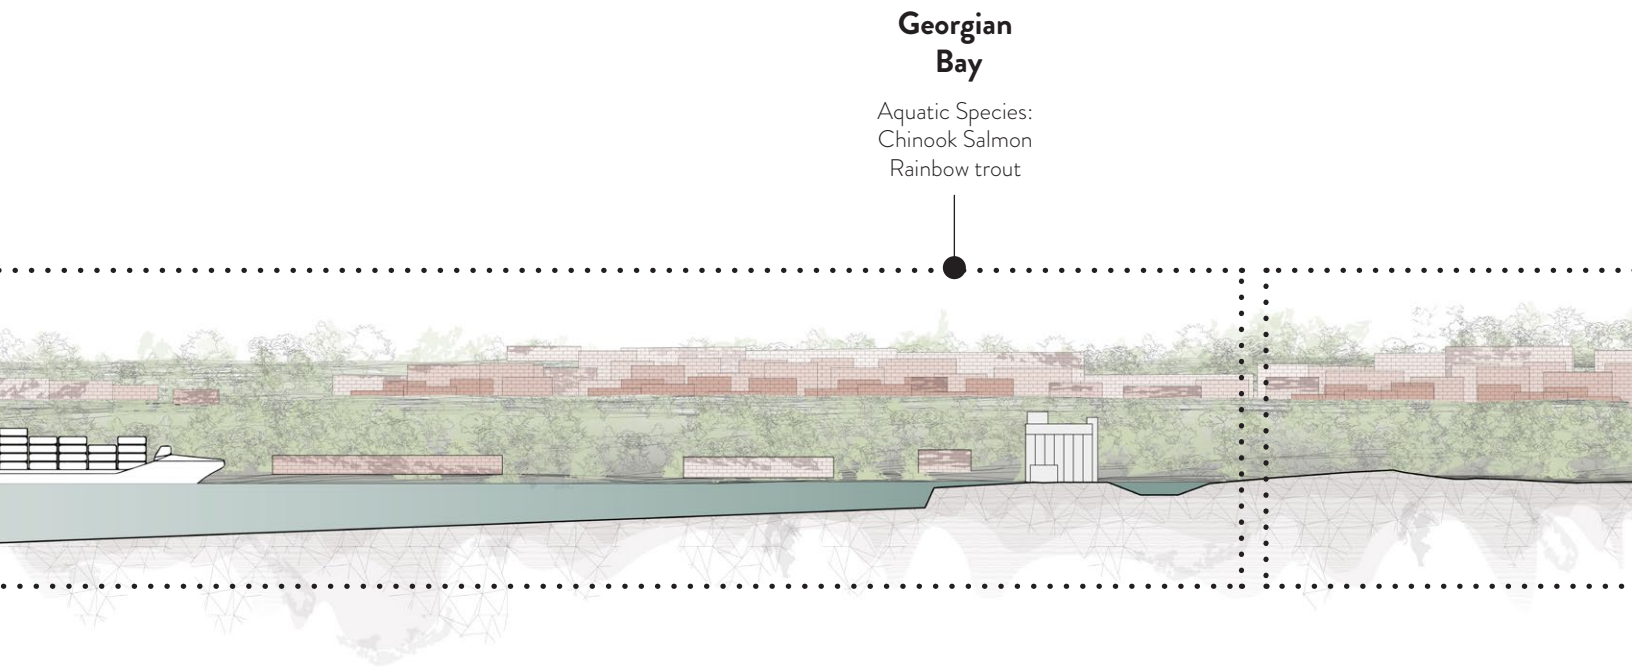 Georgian
Bay
Aquatic Species:
Chinook Salmon
Rainbow trout